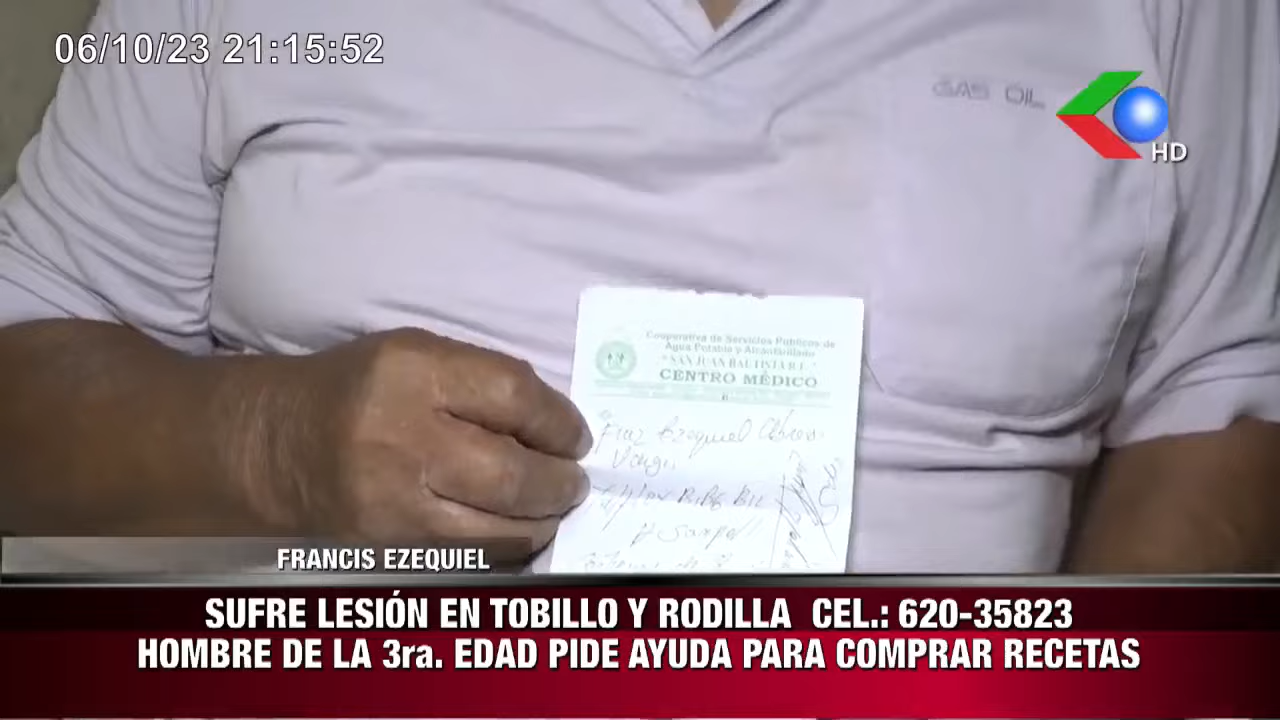 06/10/23 21:15:52
GAS OIL
HD
Cooperativa de Servicios Públicos de
Agua Potable y Alcantarillado
"SAN JUAN BAUTISTA R.L."
CENTRO MÉDICO
Ezequiel
FRANCIS EZEQUIEL
SUFRE LESIÓN EN TOBILLO Y RODILLA CEL.: 620-35823
HOMBRE DE LA 3ra. EDAD PIDE AYUDA PARA COMPRAR RECETAS